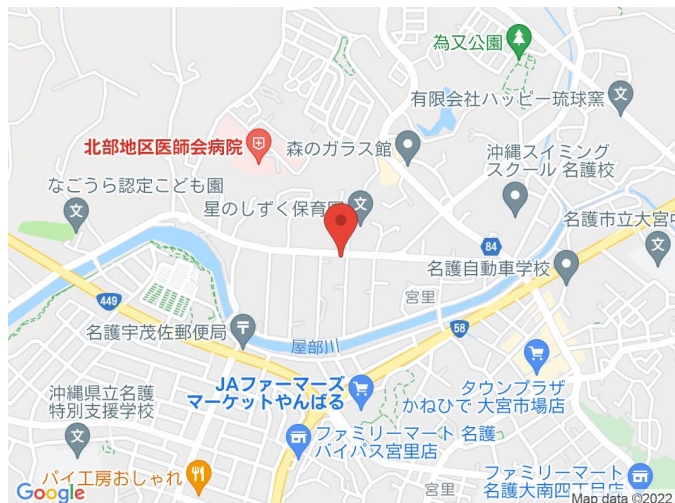 為又公園
有限会社ハッピー琉球窯
文
北部地区医師会病院
森のガラス館
沖縄スイミング
スクール 名護校
なごうら認定こども園
文
星のしずく保育園
文
名護市立大宮中
文
84
名護自動車学校
449
宮里
58
名護宇茂佐郵便局
〒
屋部川
JAファーマーズ
マーケットやんばる
タウンプラザ
かねひで 大宮市場店
沖縄県立名護
特別支援学校
文
ファミリーマート 名護
バイパス宮里店
パイ工房おしゃれ
宮里
ファミリーマート
名護大南四丁目店
Google
Map data ©2022